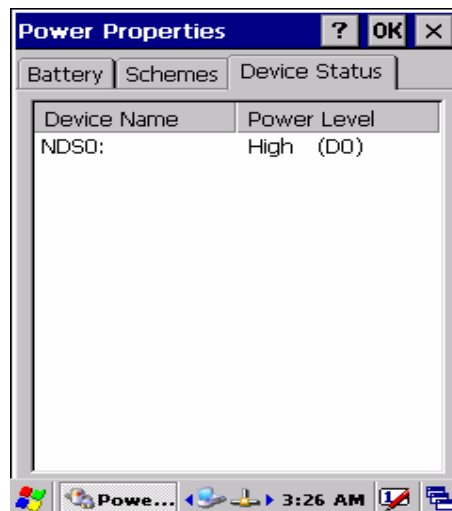 Power Properties ? OK ×
Battery Schemes Device Status
Device Name Power Level
NDS0: High (D0)
Powe... 3:26 AM